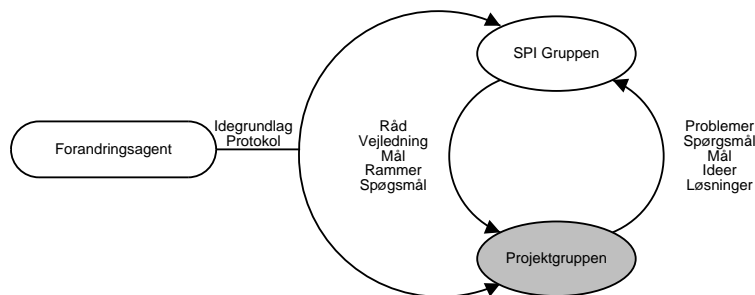 SPI Gruppen
Forandringsagent
Idegrundlag
Protokol
Råd
Vejledning
Mål
Rammer
Spøgsmål
Problemer
Spørgsmål
Mål
Ideer
Løsninger
Projektgruppen